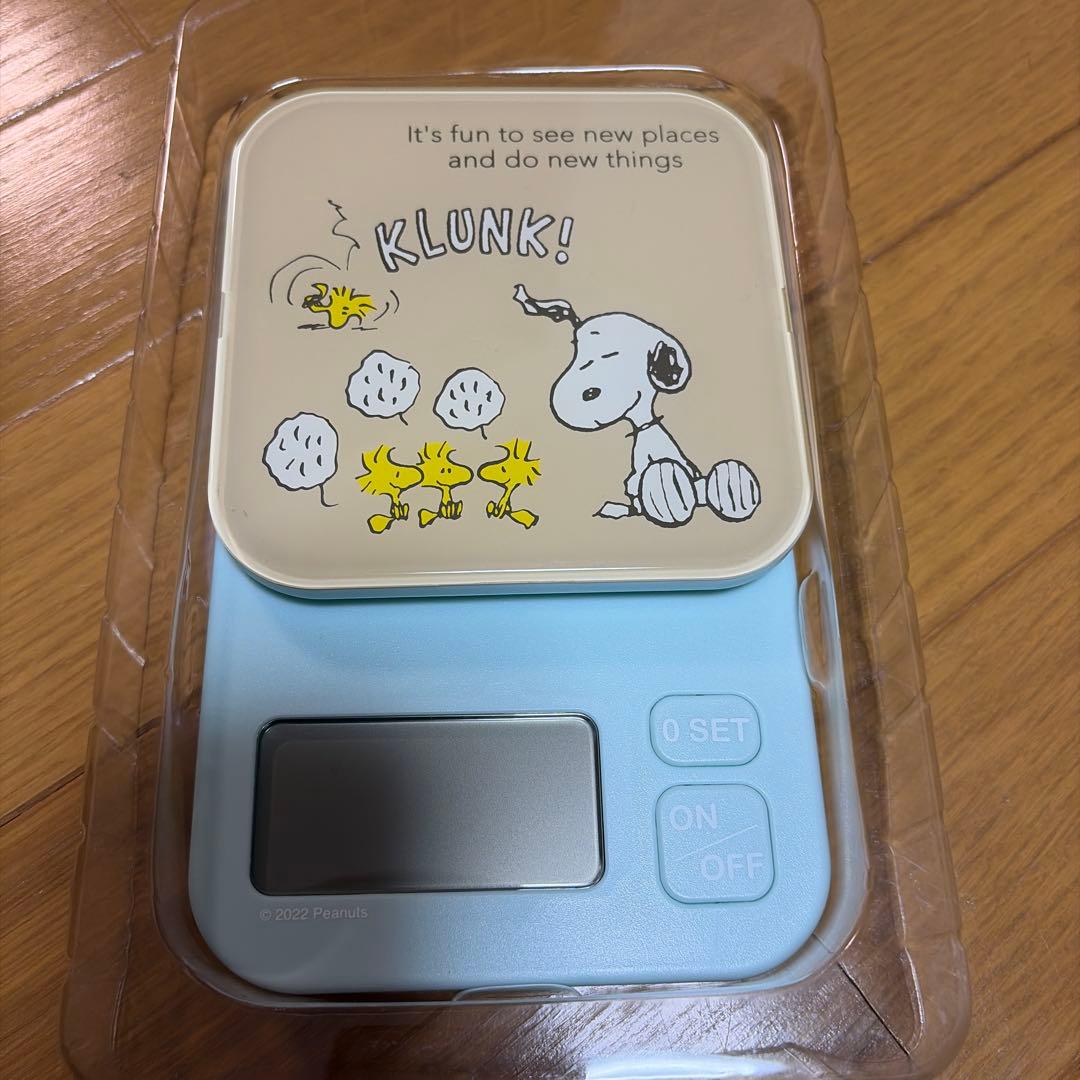 It's fun to see new places
and do new things
KLUNK!
0 SET
ON
OFF
© 2022 Peanuts